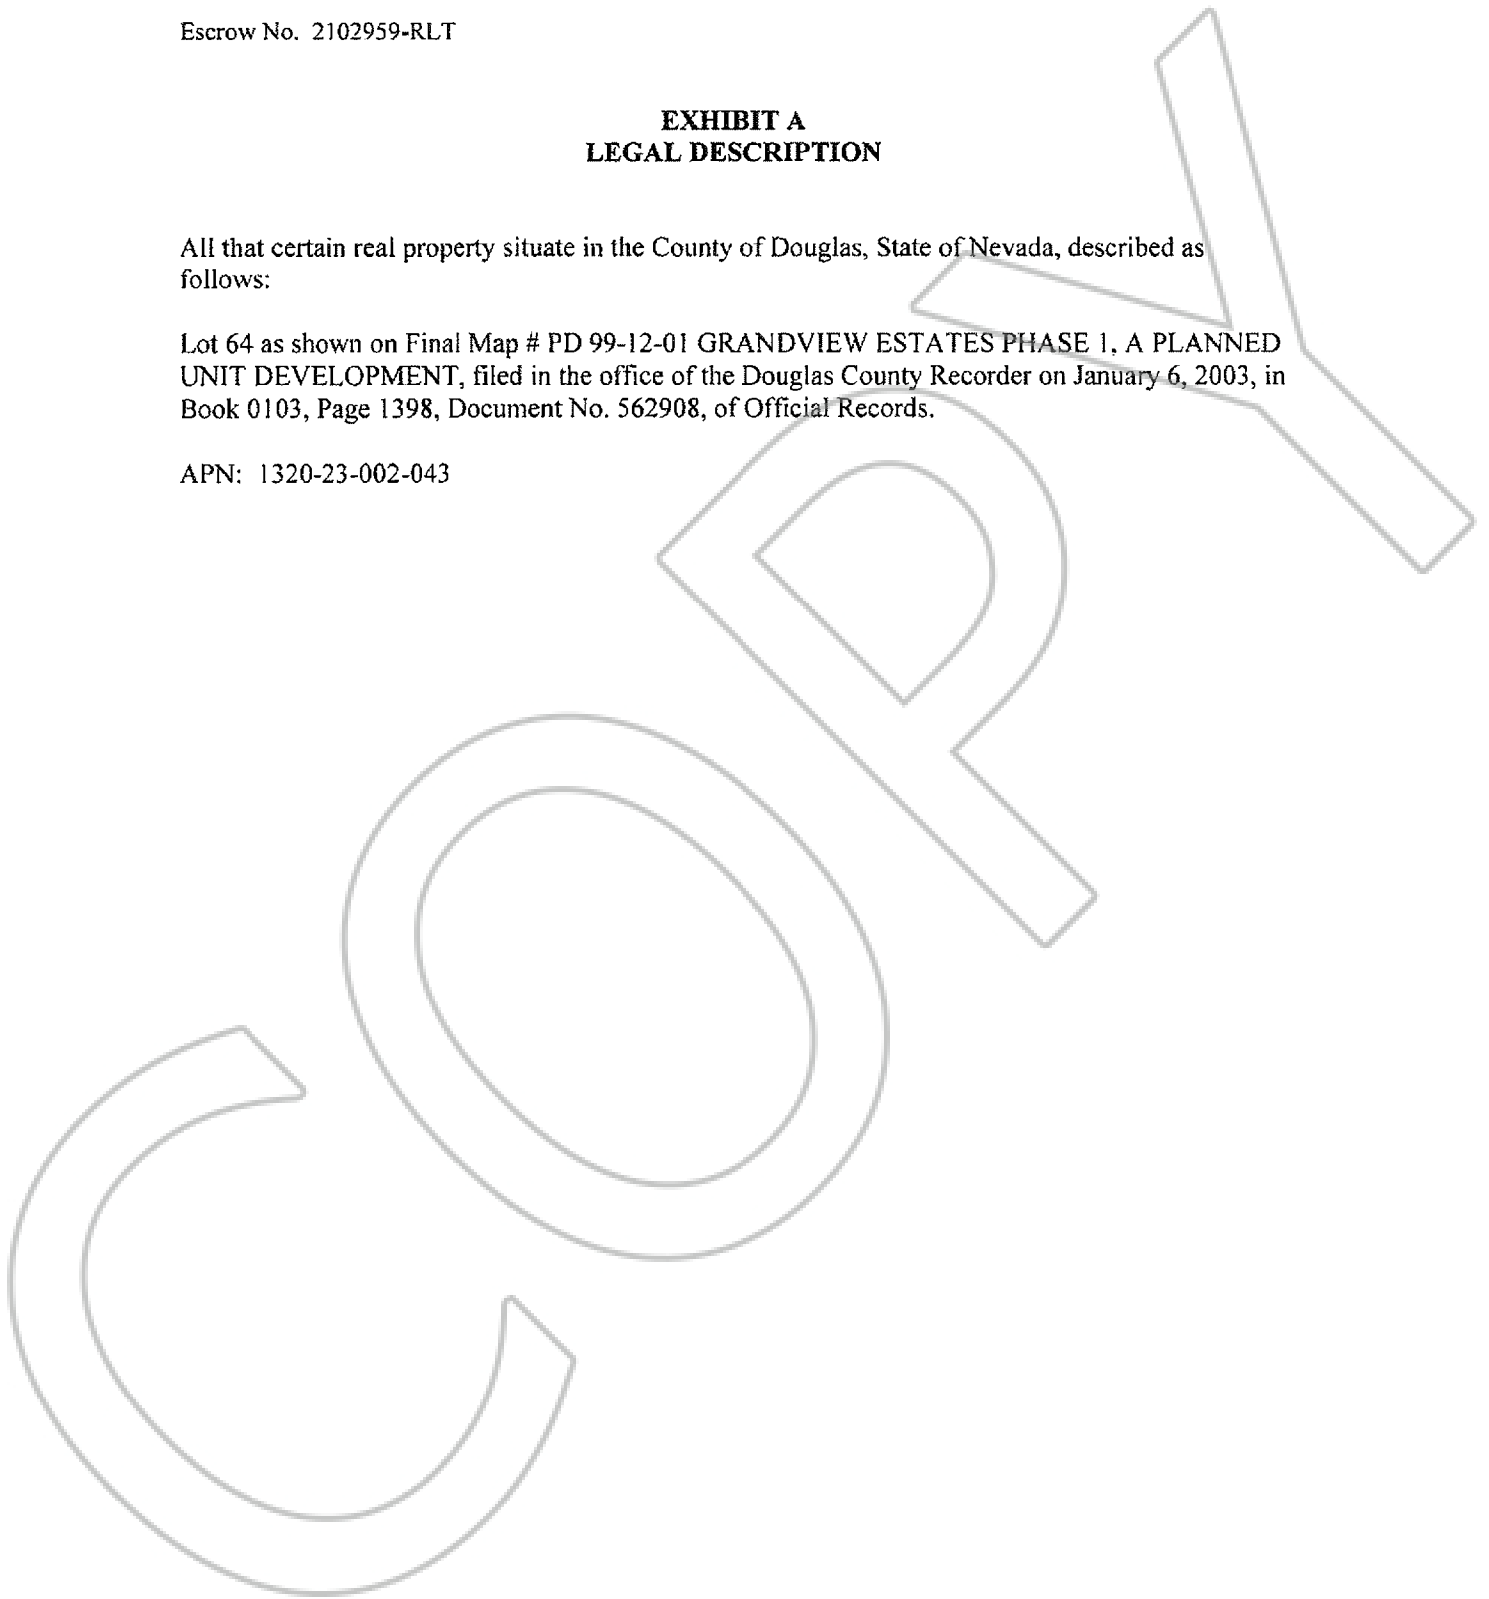 Escrow No. 2102959-RLT
EXHIBIT A
LEGAL DESCRIPTION
All that certain real property situate in the County of Douglas, State of Nevada, described as
follows:
Lot 64 as shown on Final Map # PD 99-12-01 GRANDVIEW ESTATES PHASE 1, A PLANNED
UNIT DEVELOPMENT, filed in the office of the Douglas County Recorder on January 6, 2003, in
Book 0103, Page 1398, Document No. 562908, of Official Records.
APN: 1320-23-002-043
COPY